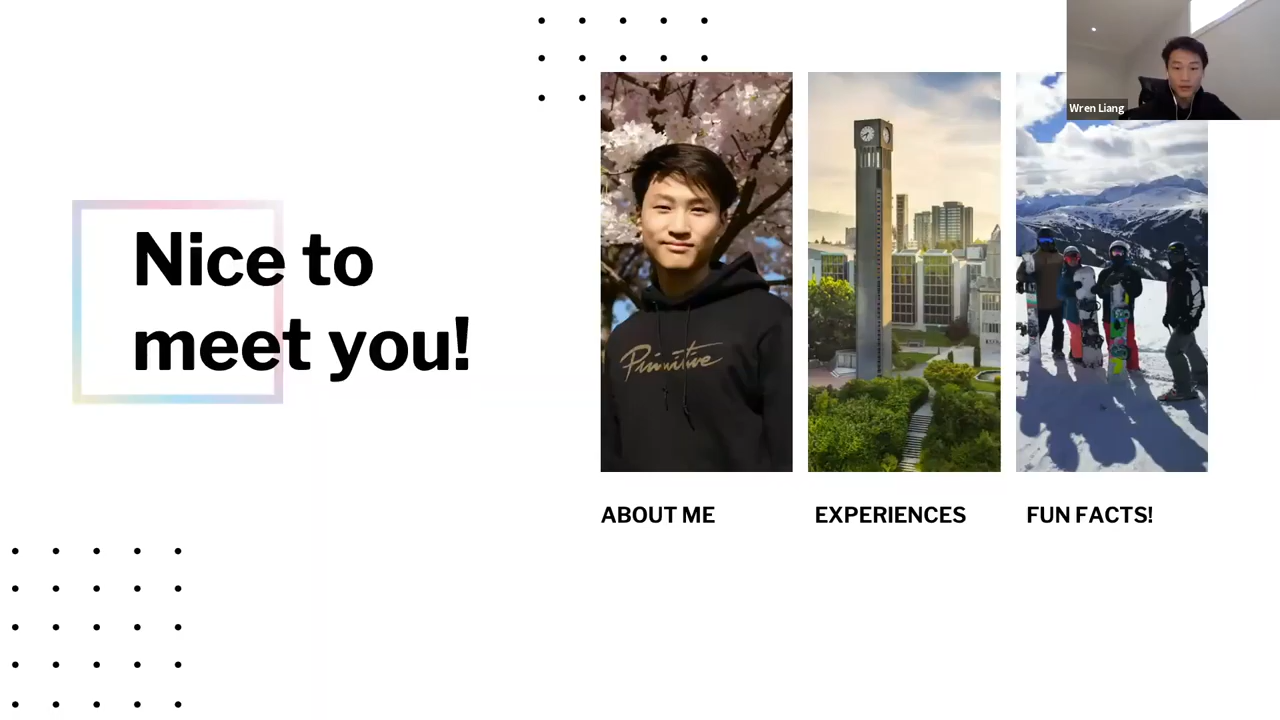 Wren Liang
Nice to
meet you!
Primitive
ABOUT ME
EXPERIENCES
FUN FACTS!